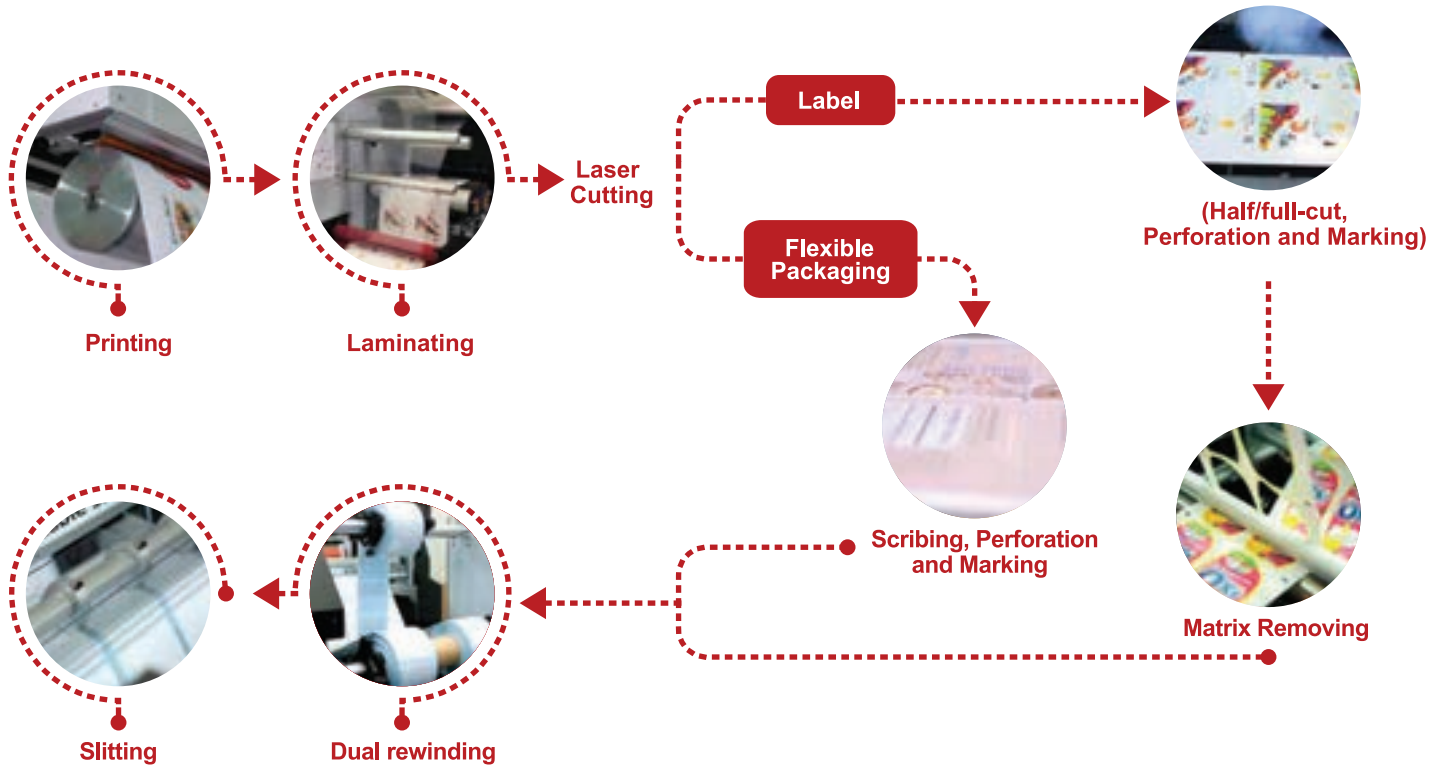 Label
Laser
Cutting
(Half/full-cut,
Perforation and Marking)
Flexible
Packaging
Printing
Laminating
Scribing, Perforation
and Marking
Matrix Removing
Slitting
Dual rewinding